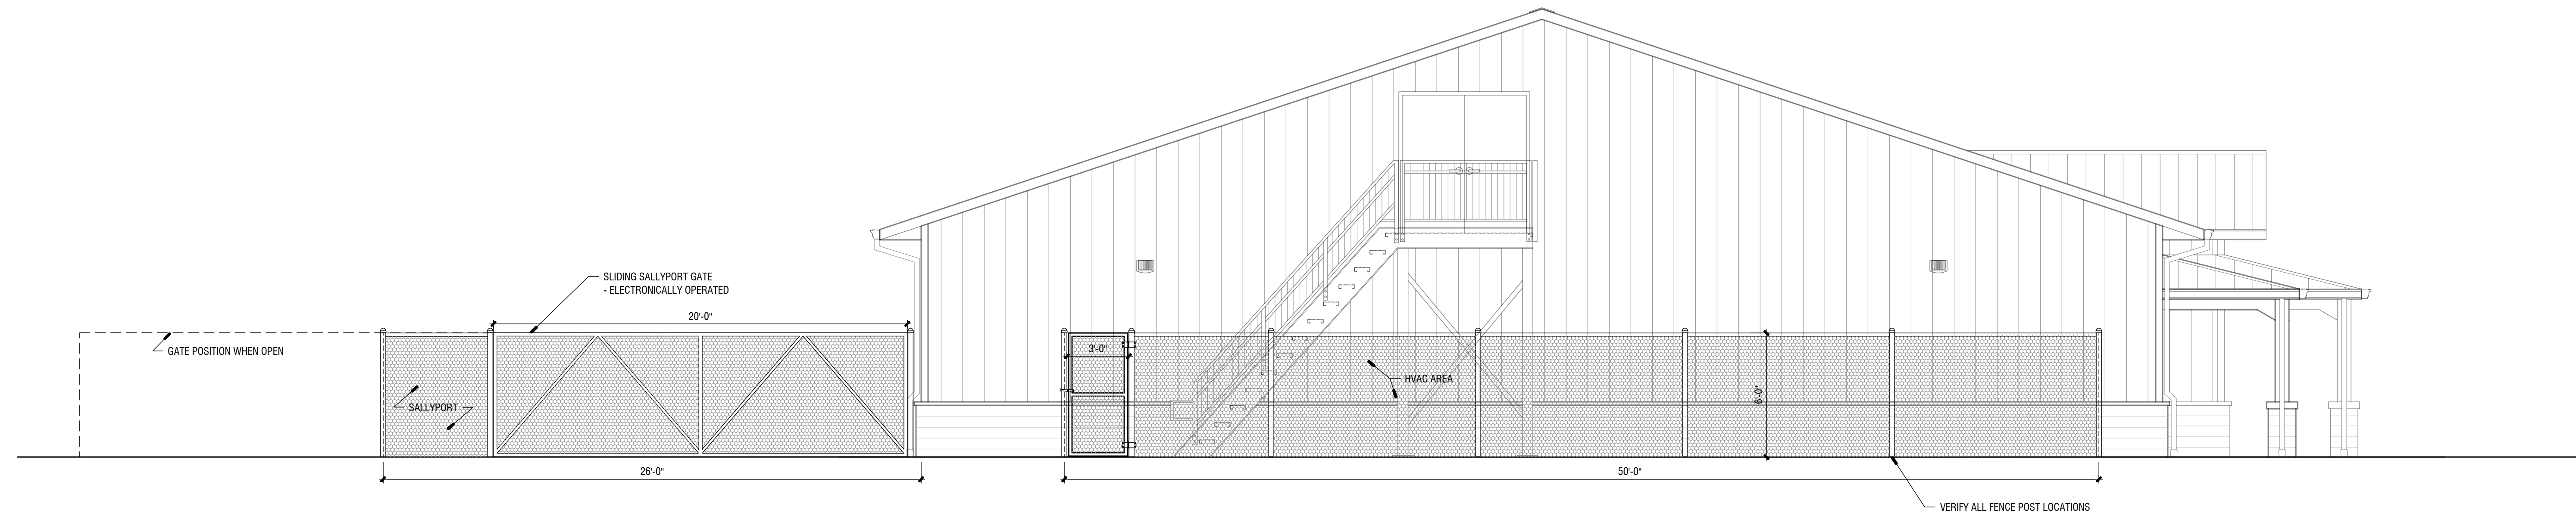 SLIDING SALLYPORT GATE
- ELECTRONICALLY OPERATED
20'-0"
GATE POSITION WHEN OPEN
3'-0"
HVAC AREA
6'-0"
SALLYPORT
26'-0"
50'-0"
VERIFY ALL FENCE POST LOCATIONS